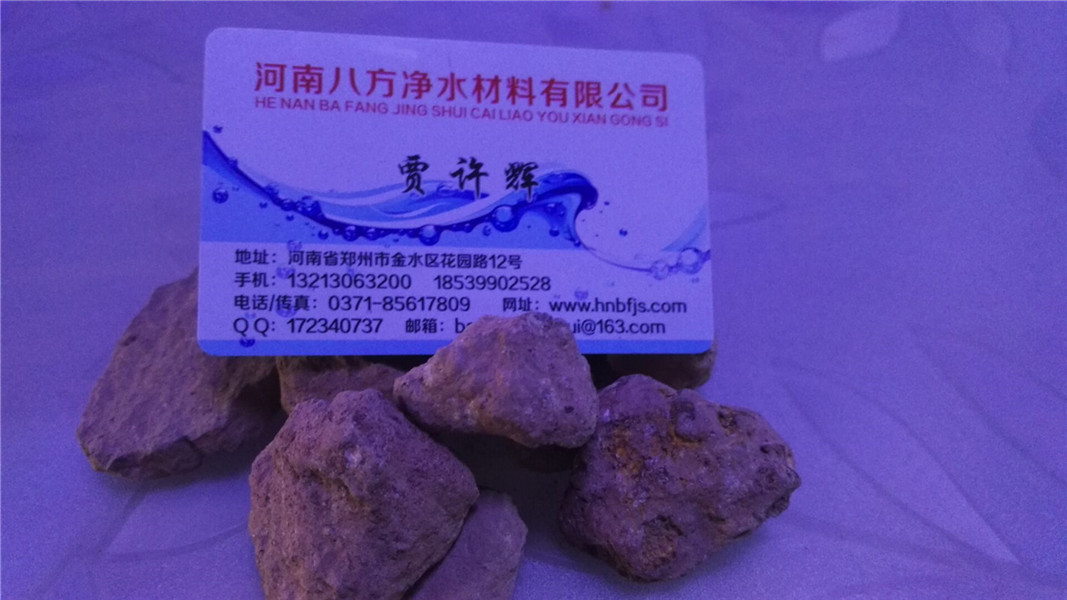 河南八方净水材料有限公司
HE NAN BA FANG JING SHUI CAI LIAO YOU XIAN GONG SI
贾许辉
地址：河南省郑州市金水区花园路12号
手机：13213063200 18539902528
电话/传真：0371-85617809 网址：www.hnbfjs.com
QQ：172340737 邮箱：